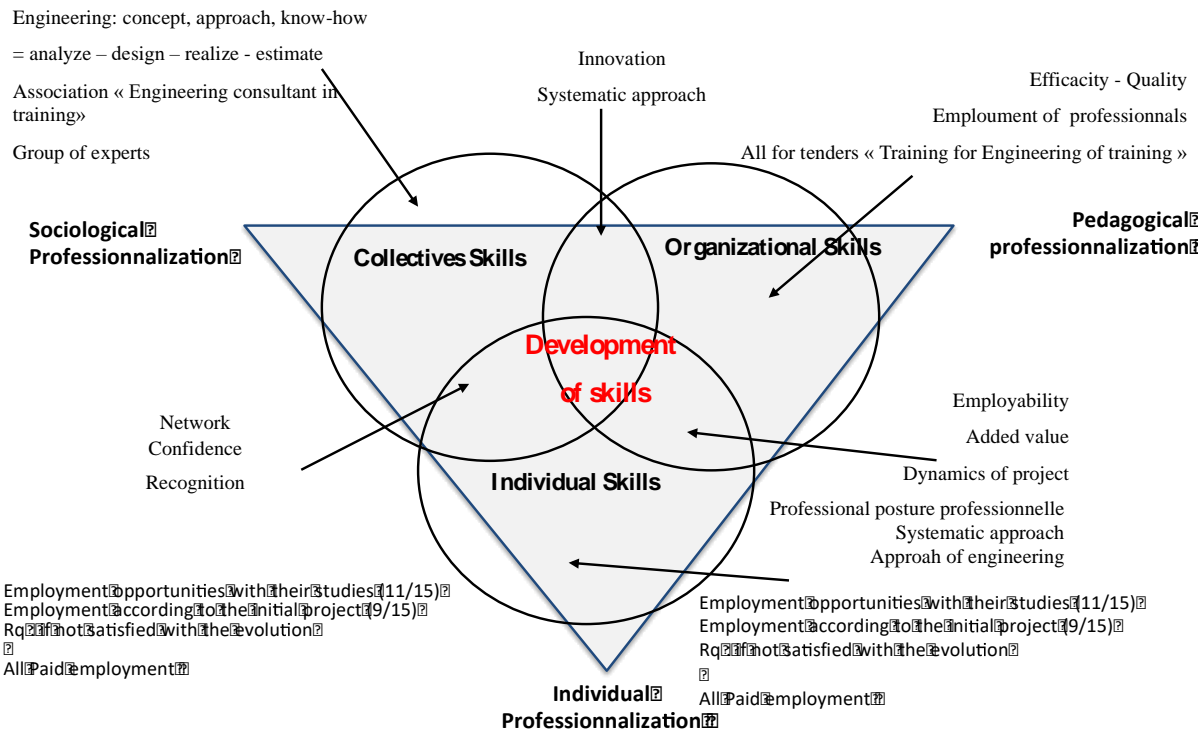 Engineering: concept, approach, know-how
= analyze – design – realize - estimate
Association « Engineering consultant in
training»
Group of experts
Innovation
Systematic approach
Efficacity - Quality
Emploument of professionnals
All for tenders « Training for Engineering of training »
Sociological⍰
Professionnalization⍰
Pedagogical⍰
professionnalization⍰
Collectives Skills
Organizational Skills
Development
of skills
Network
Confidence
Recognition
Employability
Added value
Dynamics of project
Individual Skills
Professional posture professionnelle
Systematic approach
Approah of engineering
Employment⍰opportunities⍰with⍰their⍰studies⍰(11/15)⍰
Employment⍰according⍰to⍰the⍰initial⍰project⍰(9/15)⍰
Rq⍰⍰if⍰not⍰satisfied⍰with⍰the⍰evolution⍰
⍰
All⍰Paid⍰employment⍰⍰
Employment⍰opportunities⍰with⍰their⍰studies⍰(11/15)⍰
Employment⍰according⍰to⍰the⍰initial⍰project⍰(9/15)⍰
Rq⍰⍰if⍰not⍰satisfied⍰with⍰the⍰evolution⍰
⍰
All⍰Paid⍰employment⍰⍰
Individual⍰
Professionnalization⍰⍰